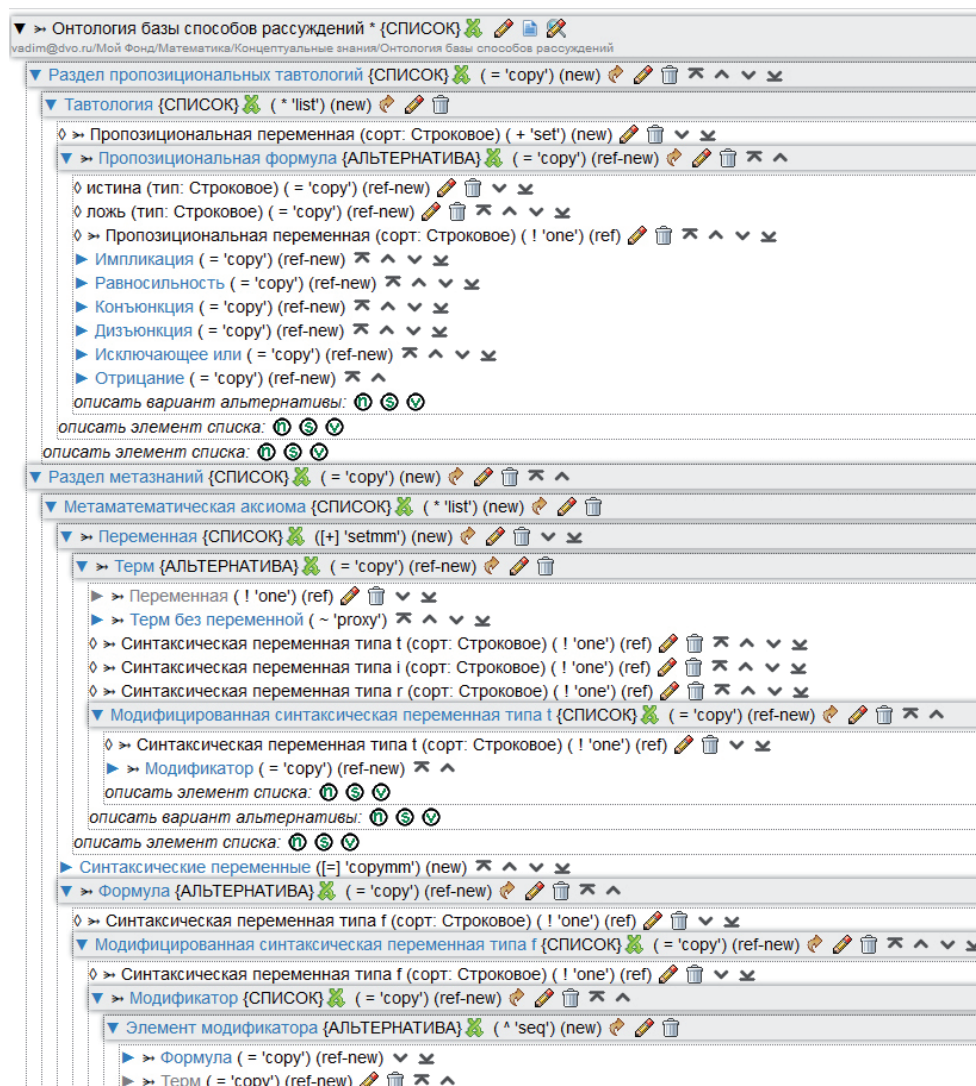 ▼ ➳ Онтология базы способов рассуждений * {СПИСОК}
vadim@dvo.ru/Мой Фонд/Математика/Концептуальные знания/Онтология базы способов рассуждений
▼ Раздел пропозициональных тавтологий {СПИСОК} ( = 'copy') (new)
▼ Тавтология {СПИСОК} ( * 'list') (new)
◊ ➳ Пропозициональная переменная (сорт: Строковое) ( + 'set') (new)
▼ ➳ Пропозициональная формула {АЛЬТЕРНАТИВА} ( = 'copy') (ref-new)
◊ истина (тип: Строковое) ( = 'copy') (ref-new)
◊ ложь (тип: Строковое) ( = 'copy') (ref-new)
◊ ➳ Пропозициональная переменная (сорт: Строковое) ( ! 'one') (ref)
► Импликация ( = 'copy') (ref-new)
► Равносильность ( = 'copy') (ref-new)
► Конъюнкция ( = 'copy') (ref-new)
► Дизъюнкция ( = 'copy') (ref-new)
► Исключающее или ( = 'copy') (ref-new)
► Отрицание ( = 'copy') (ref-new)
описать вариант альтернативы: n s v
описать элемент списка: n s v
описать элемент списка: n s v
▼ Раздел метазнаний {СПИСОК} ( = 'copy') (new)
▼ Метаматематическая аксиома {СПИСОК} ( * 'list') (new)
▼ ➳ Переменная {СПИСОК} ([+] 'setmm') (new)
▼ ➳ Терм {АЛЬТЕРНАТИВА} ( = 'copy') (ref-new)
► ➳ Переменная ( ! 'one') (ref)
► ➳ Терм без переменной ( ~ 'proxy')
◊ ➳ Синтаксическая переменная типа t (сорт: Строковое) ( ! 'one') (ref)
◊ ➳ Синтаксическая переменная типа i (сорт: Строковое) ( ! 'one') (ref)
◊ ➳ Синтаксическая переменная типа r (сорт: Строковое) ( ! 'one') (ref)
▼ Модифицированная синтаксическая переменная типа t {СПИСОК} ( = 'copy') (ref-new)
◊ ➳ Синтаксическая переменная типа t (сорт: Строковое) ( ! 'one') (ref)
► ➳ Модификатор ( = 'copy') (ref-new)
описать элемент списка: n s v
описать вариант альтернативы: n s v
описать элемент списка: n s v
► Синтаксические переменные ([=] 'copymm') (new)
▼ ➳ Формула {АЛЬТЕРНАТИВА} ( = 'copy') (ref-new)
◊ ➳ Синтаксическая переменная типа f (сорт: Строковое) ( ! 'one') (ref)
▼ Модифицированная синтаксическая переменная типа f {СПИСОК} ( = 'copy') (ref-new)
◊ ➳ Синтаксическая переменная типа f (сорт: Строковое) ( ! 'one') (ref)
▼ ➳ Модификатор {СПИСОК} ( = 'copy') (ref-new)
▼ Элемент модификатора {АЛЬТЕРНАТИВА} ( ^ 'seq') (new)
► ➳ Формула ( = 'copy') (ref-new)
► ➳ Терм ( = 'copy') (ref-new)